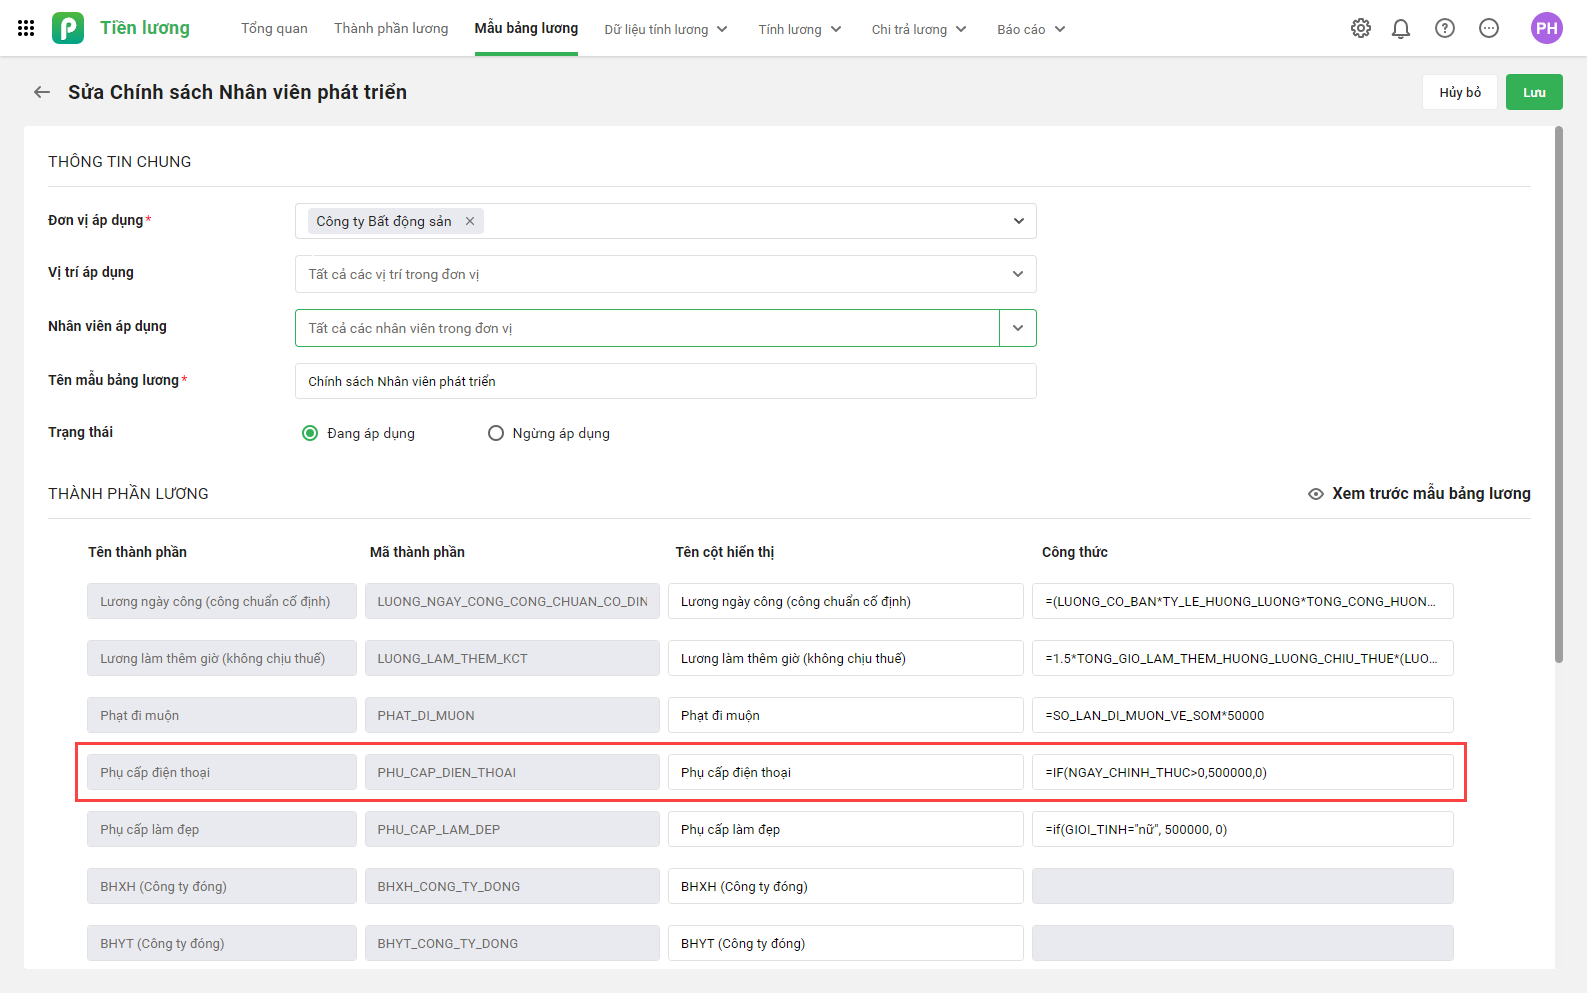 Tiền lương
Tổng quan
Thành phần lương
Mẫu bảng lương
Dữ liệu tính lương
Tính lương
Chi trả lương
Báo cáo
PH
Sửa Chính sách Nhân viên phát triển
Hủy bỏ
Lưu
THÔNG TIN CHUNG
Đơn vị áp dụng*
Công ty Bất động sản ×
Vị trí áp dụng
Tất cả các vị trí trong đơn vị
Nhân viên áp dụng
Tất cả các nhân viên trong đơn vị
Tên mẫu bảng lương*
Chính sách Nhân viên phát triển
Trạng thái
Đang áp dụng
Ngừng áp dụng
THÀNH PHẦN LƯƠNG
Xem trước mẫu bảng lương
Tên thành phần Mã thành phần Tên cột hiển thị Công thức
Lương ngày công (công chuẩn cố định) LUONG_NGAY_CONG_CONG_CHUAN_CO_DIN Lương ngày công (công chuẩn cố định) =(LUONG_CO_BAN*TY_LE_HUONG_LUONG*TONG_CONG_HUON...
Lương làm thêm giờ (không chịu thuế) LUONG_LAM_THEM_KCT Lương làm thêm giờ (không chịu thuế) =1.5*TONG_GIO_LAM_THEM_HUONG_LUONG_CHIU_THUE*(LUO...
Phạt đi muộn PHAT_DI_MUON Phạt đi muộn =SO_LAN_DI_MUON_VE_SOM*50000
Phụ cấp điện thoại PHU_CAP_DIEN_THOAI Phụ cấp điện thoại =IF(NGAY_CHINH_THUC>0,500000,0)
Phụ cấp làm đẹp PHU_CAP_LAM_DEP Phụ cấp làm đẹp =if(GIOI_TINH="nữ", 500000, 0)
BHXH (Công ty đóng) BHXH_CONG_TY_DONG BHXH (Công ty đóng)
BHYT (Công ty đóng) BHYT_CONG_TY_DONG BHYT (Công ty đóng)